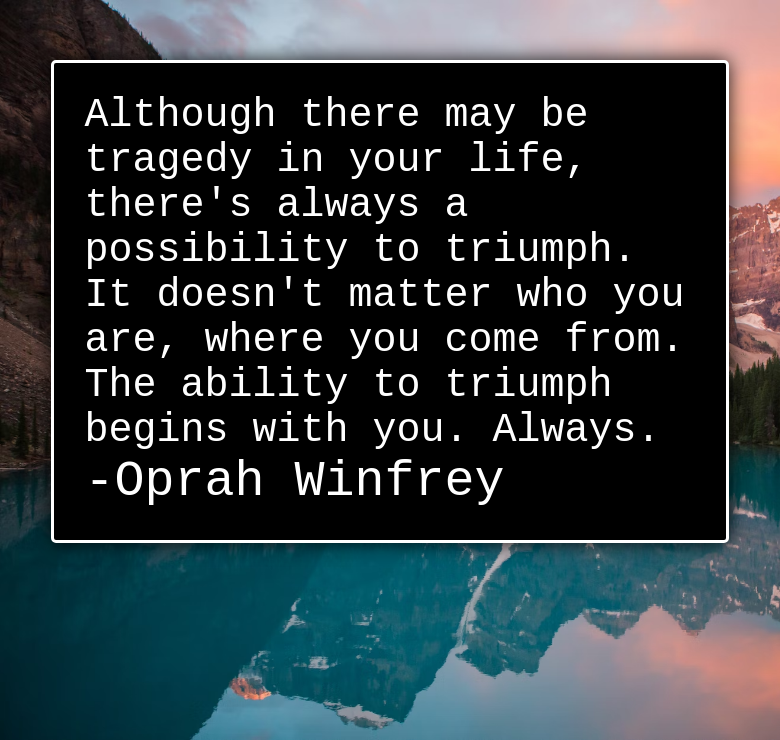 Although there may be
tragedy in your life,
there's always a
possibility to triumph.
It doesn't matter who you
are, where you come from.
The ability to triumph
begins with you. Always.
-Oprah Winfrey